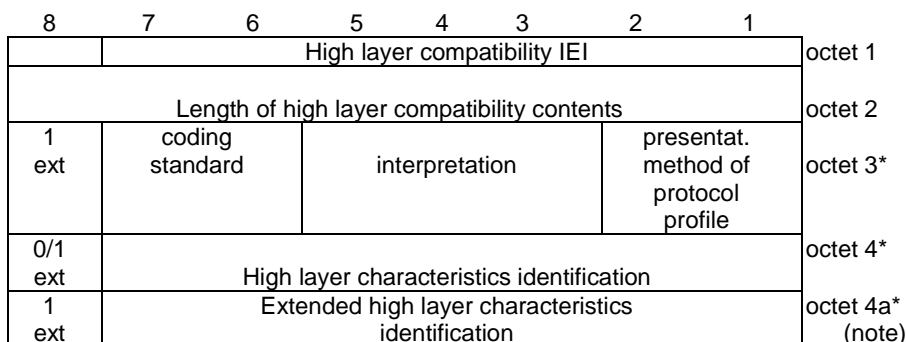 8 7 6 5 4 3 2 1
High layer compatibility IEI octet 1
Length of high layer compatibility contents octet 2
1 coding presentat.
ext standard interpretation method of octet 3*
protocol
profile
0/1 octet 4*
ext High layer characteristics identification
1 Extended high layer characteristics octet 4a*
ext identification (note)